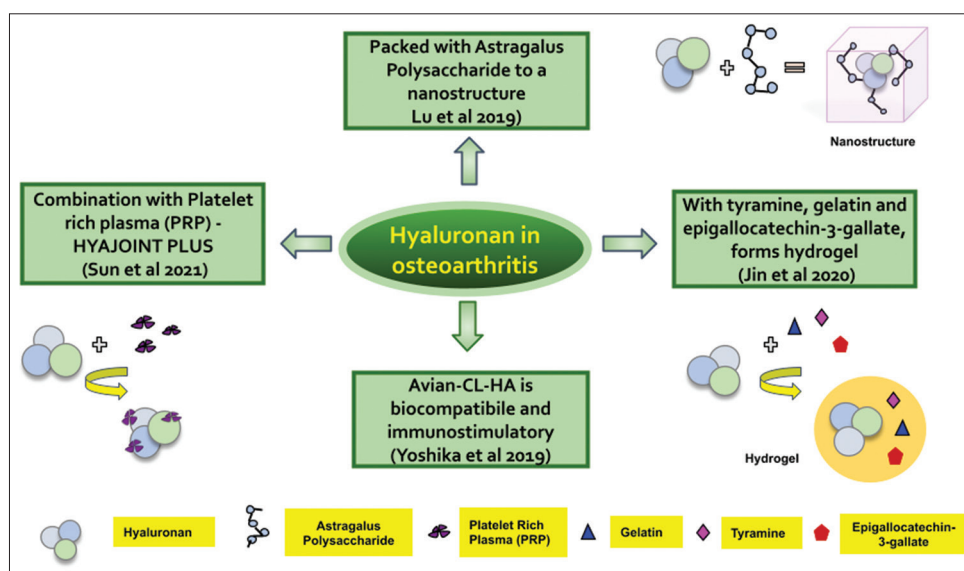 Packed with Astragalus
Polysaccharide to a
nanostructure
Lu et al 2019)
Nanostructure
Combination with Platelet
rich plasma (PRP) -
HYAJOINT PLUS
(Sun et al 2021)
Hyaluronan in
osteoarthritis
With tyramine, gelatin and
epigallocatechin-3-gallate,
forms hydrogel
(Jin et al 2020)
Avian-CL-HA is
biocompatibile and
immunostimulatory
(Yoshika et al 2019)
Hydrogel
Hyaluronan
Astragalus
Polysaccharide
Platelet Rich
Plasma (PRP)
Gelatin
Tyramine
Epigallocatechin-
3-gallate